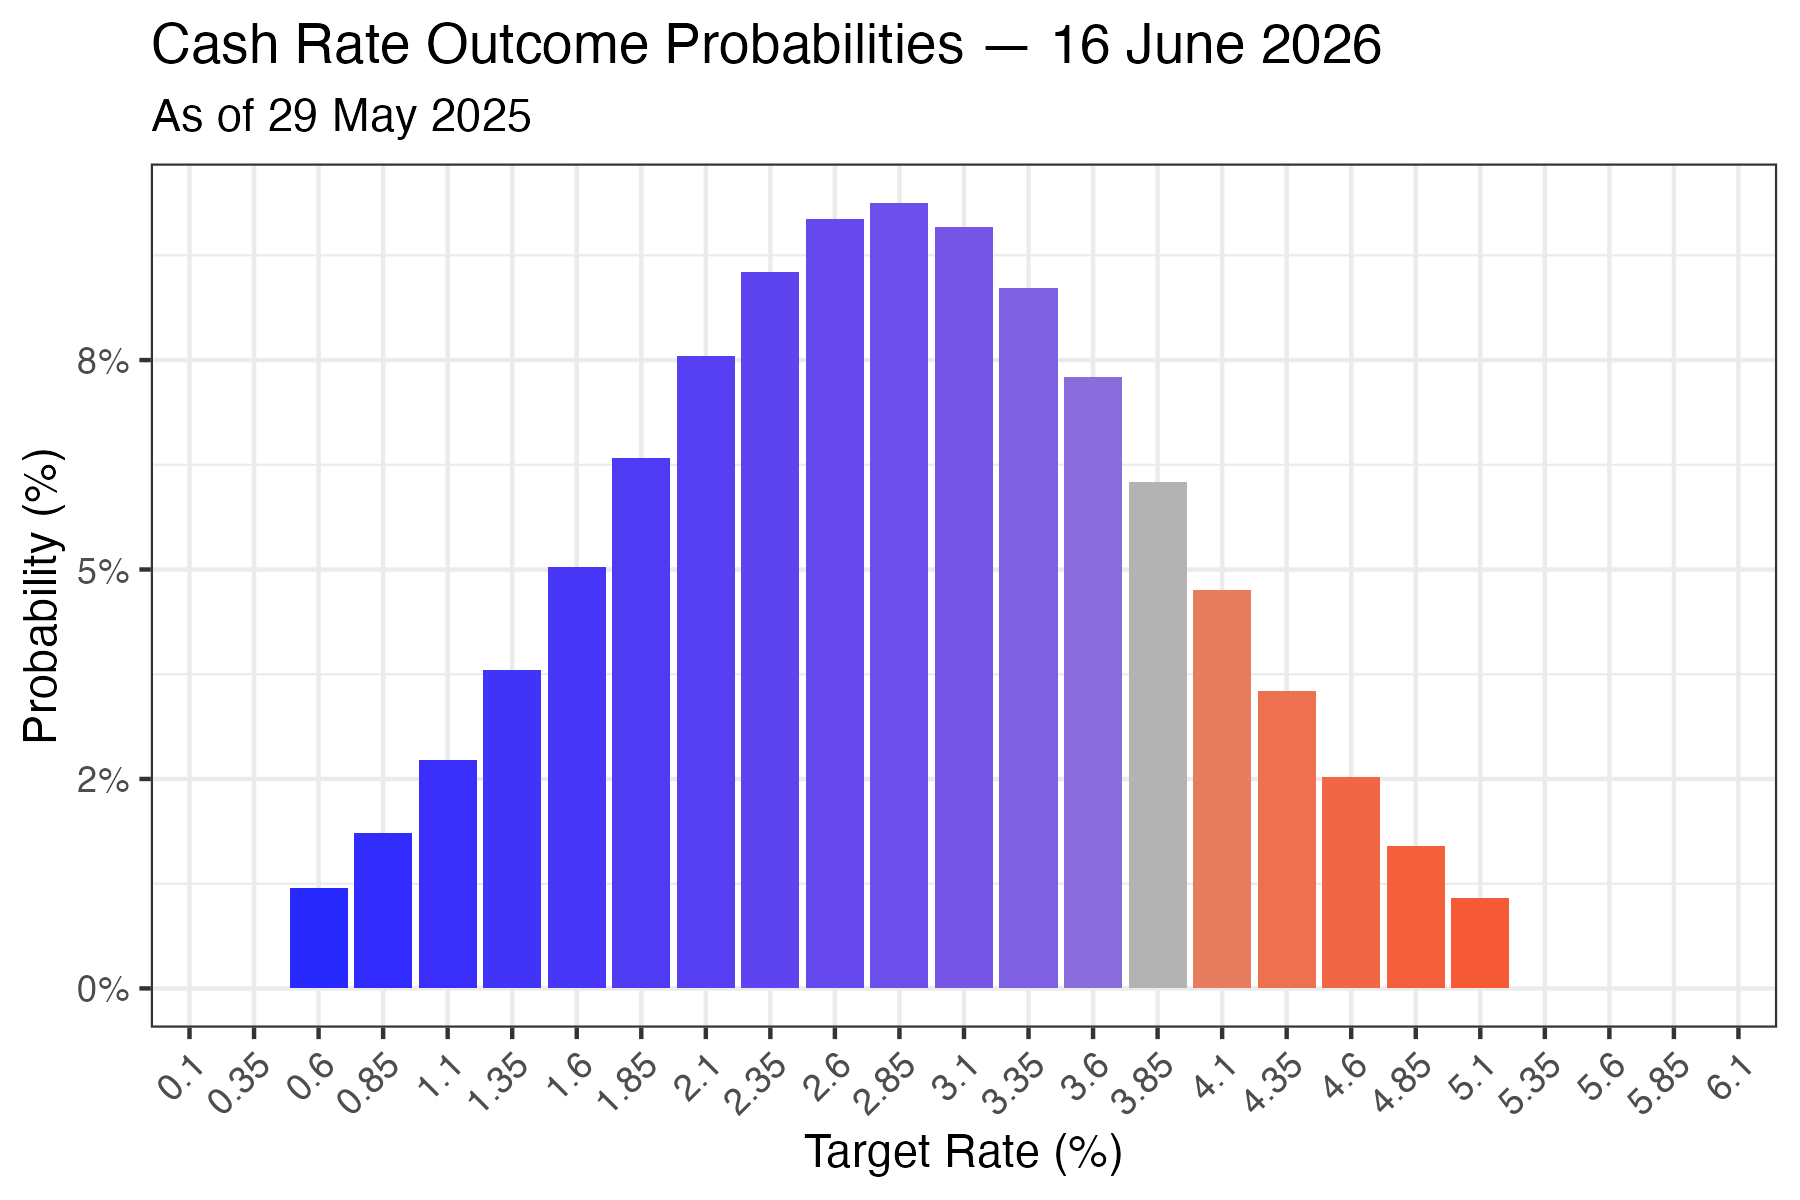 Cash Rate Outcome Probabilities — 16 June 2026
As of 29 May 2025
Probability (%)
8%
5%
2%
0%
0.1 0.35 0.6 0.85 1.1 1.35 1.6 1.85 2.1 2.35 2.6 2.85 3.1 3.35 3.6 3.85 4.1 4.35 4.6 4.85 5.1 5.35 5.6 5.85 6.1
Target Rate (%)